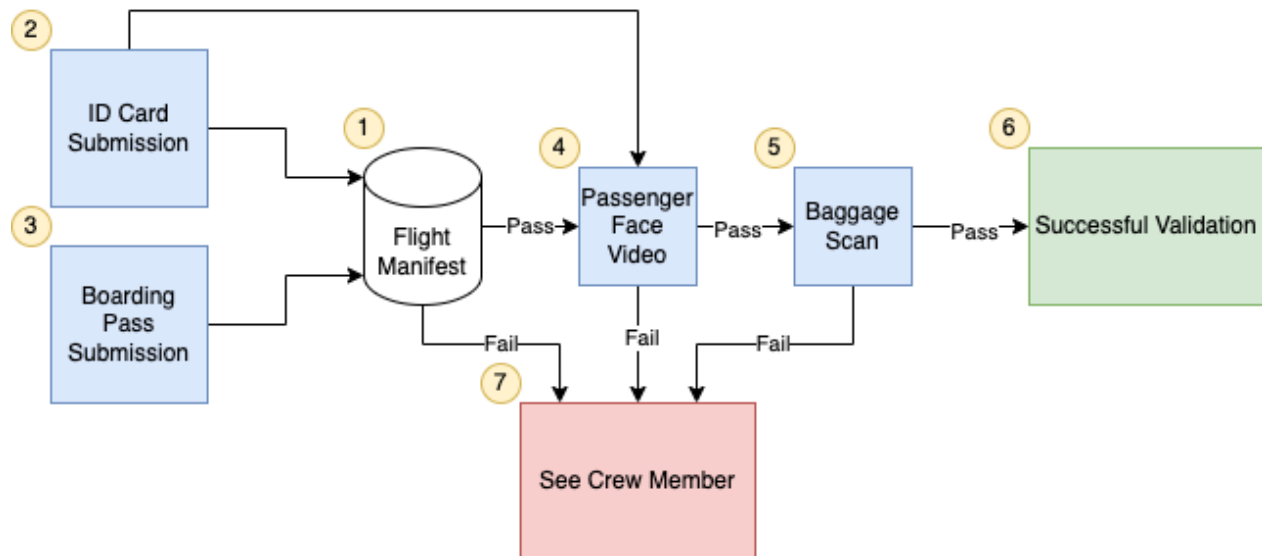 2
ID Card
Submission
1
4
5
6
3
Flight
Manifest
Pass
Passenger
Face
Video
Pass
Baggage
Scan
Pass
Successful Validation
Boarding
Pass
Submission
Fail
Fail
Fail
7
See Crew Member